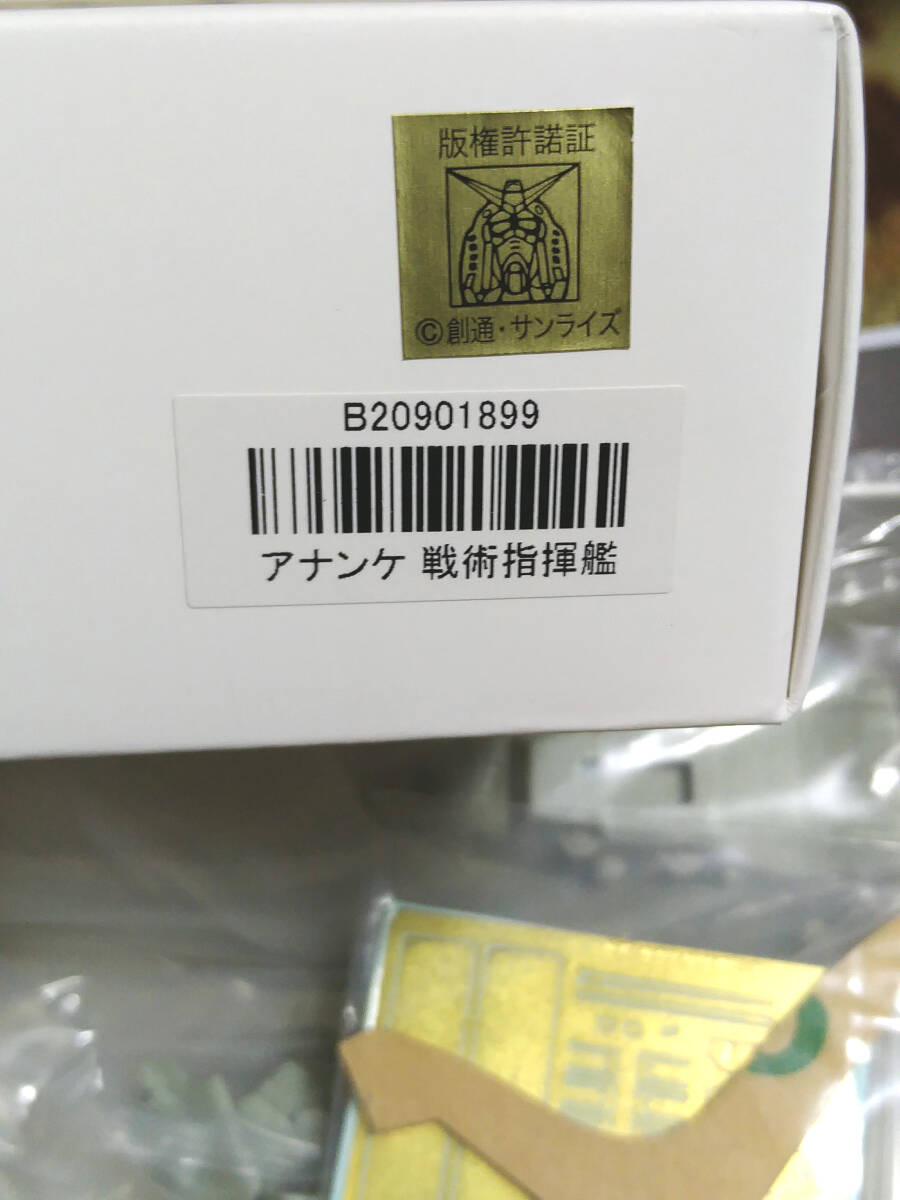 版権許諾証
©創通・サンライズ
B20901899
アナンケ 戦術指揮艦